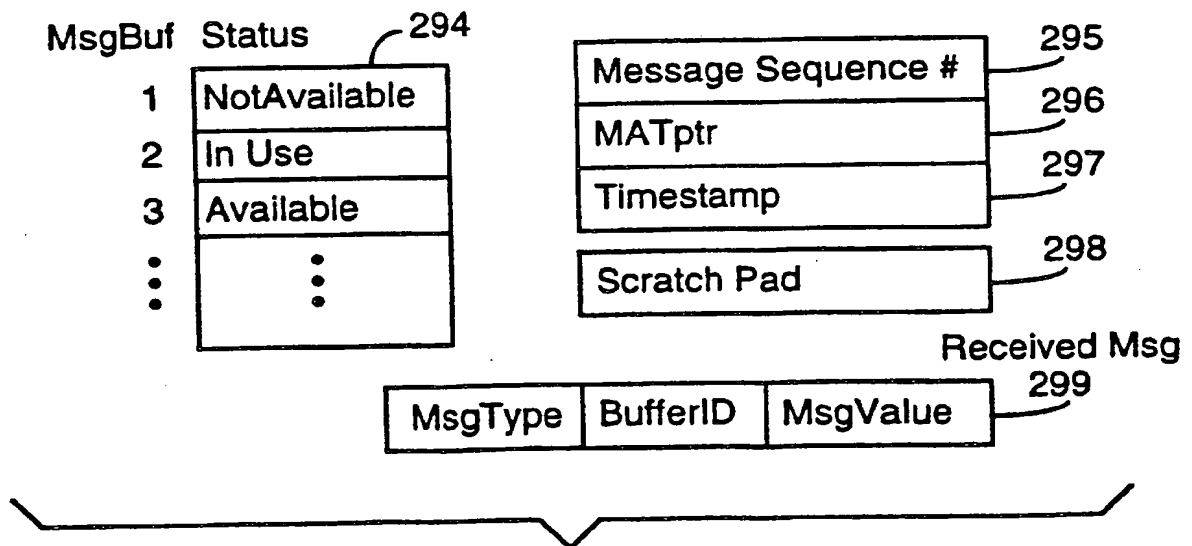 MsgBuf Status 294
1 NotAvailable
2 In Use
3 Available
Message Sequence # 295
MATptr 296
Timestamp 297
Scratch Pad 298
Received Msg
299
MsgType BufferID MsgValue